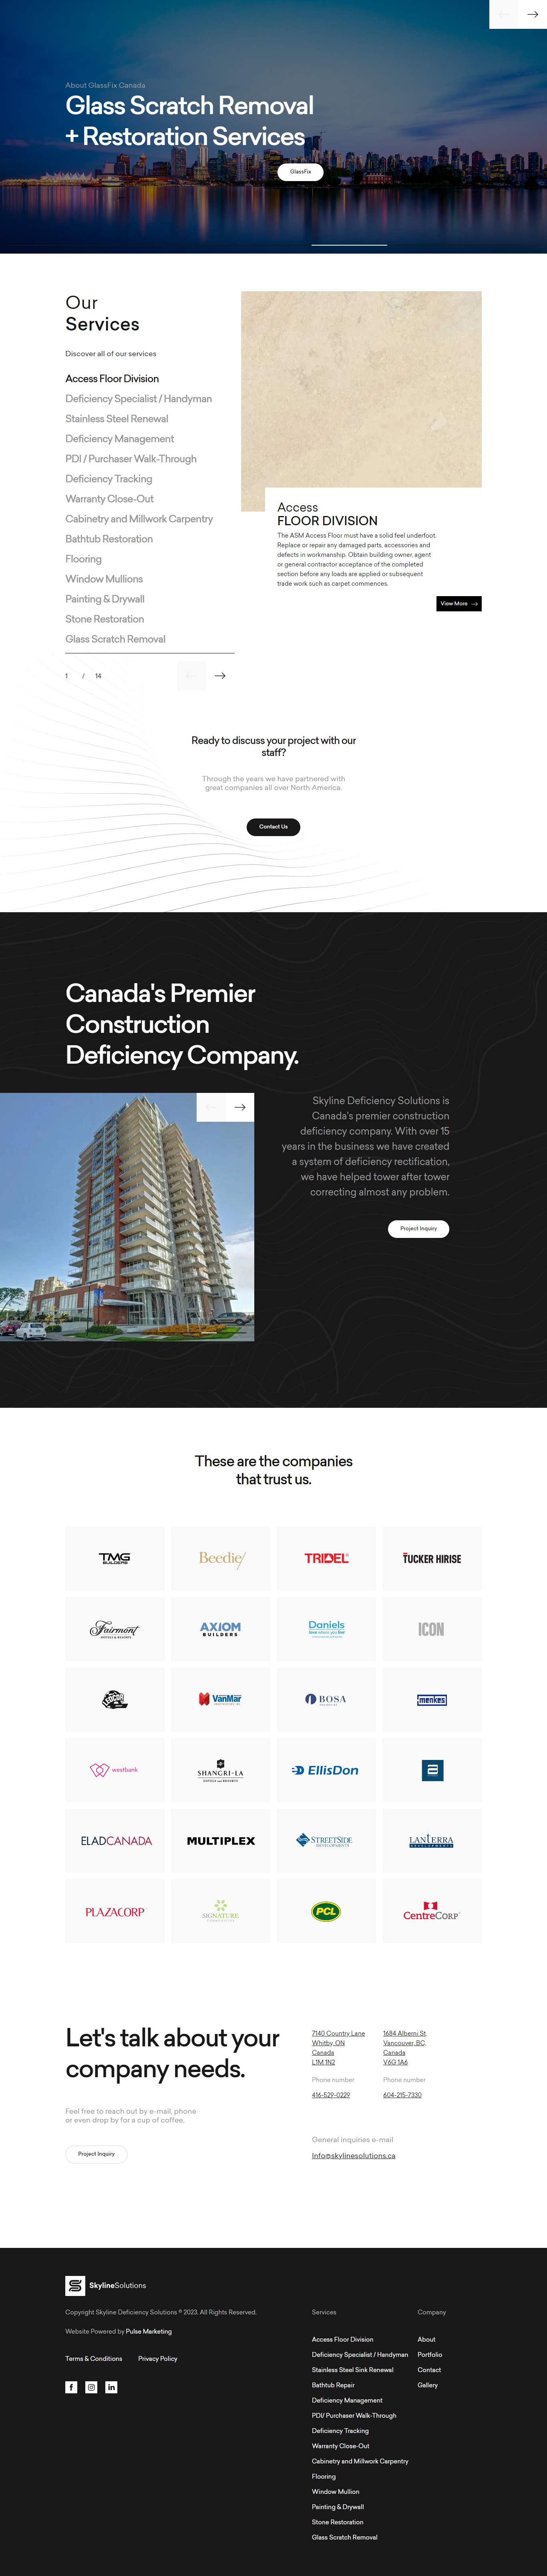 About GlassFix Canada
Glass Scratch Removal
+ Restoration Services
GlassFix
Our
Services
Discover all of our services
Access Floor Division
Deficiency Specialist / Handyman
Stainless Steel Renewal
Deficiency Management
PDI / Purchaser Walk-Through
Deficiency Tracking
Warranty Close-Out
Cabinetry and Millwork Carpentry
Bathtub Restoration
Flooring
Window Mullions
Painting & Drywall
Stone Restoration
Glass Scratch Removal
1 / 14
Access
FLOOR DIVISION
The ASM Access Floor must have a solid feel underfoot.
Replace or repair any damaged parts, accessories and
defects in workmanship. Obtain building owner, agent
or general contractor acceptance of the completed
section before any loads are applied or subsequent
trade work such as carpet commences.
View More
Ready to discuss your project with our
staff?
Through the years we have partnered with
great companies all over North America.
Contact Us
Canada's Premier
Construction
Deficiency Company.
Skyline Deficiency Solutions is
Canada's premier construction
deficiency company. With over 15
years in the business we have created
a system of deficiency rectification,
we have helped tower after tower
correcting almost any problem.
Project Inquiry
These are the companies
that trust us.
TMG
BUILDERS
Beedie/
TRIDEL
TUCKER HIRISE
Fairmont
HOTELS & RESORTS
AXIOM
BUILDERS
Daniels
love where you live
ICON
VanMar
BOSA
menkes
westbank
SHANGRI-LA
HOTELS and RESORTS
EllisDon
ELADCANADA
MULTIPLEX
STREETSIDE
DEVELOPMENTS
LANTERRA
DEVELOPMENTS
PLAZACORP
SIGNATURE
PCL
CENTRECORP
Let's talk about your
company needs.
Feel free to reach out by e-mail, phone
or even drop by for a cup of coffee.
Project Inquiry
7140 Country Lane
Whitby, ON
Canada
L1M 1N2
Phone number
416-529-0229
1684 Alberni St,
Vancouver, BC,
Canada
V6G 1A6
Phone number
604-215-7330
General inquiries e-mail
Info@skylinesolutions.ca
SkylineSolutions
Copyright Skyline Deficiency Solutions © 2023. All Rights Reserved.
Website Powered by Pulse Marketing
Terms & Conditions
Privacy Policy
Services
Access Floor Division
Deficiency Specialist / Handyman
Stainless Steel Sink Renewal
Bathtub Repair
Deficiency Management
PDI/ Purchaser Walk-Through
Deficiency Tracking
Warranty Close-Out
Cabinetry and Millwork Carpentry
Flooring
Window Mullion
Painting & Drywall
Stone Restoration
Glass Scratch Removal
Company
About
Portfolio
Contact
Gallery